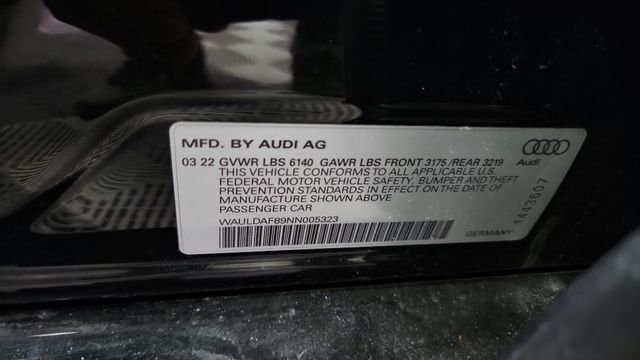 MFD. BY AUDI AG
03 22 GVWR LBS 6140 GAWR LBS FRONT 3175 /REAR 3219
THIS VEHICLE CONFORMS TO ALL APPLICABLE U.S.
FEDERAL MOTOR VEHICLE SAFETY, BUMPER AND THEFT
PREVENTION STANDARDS IN EFFECT ON THE DATE OF
MANUFACTURE SHOWN ABOVE
PASSENGER CAR
WAULDAF89NN005323
Audi
1443607
GERMANY